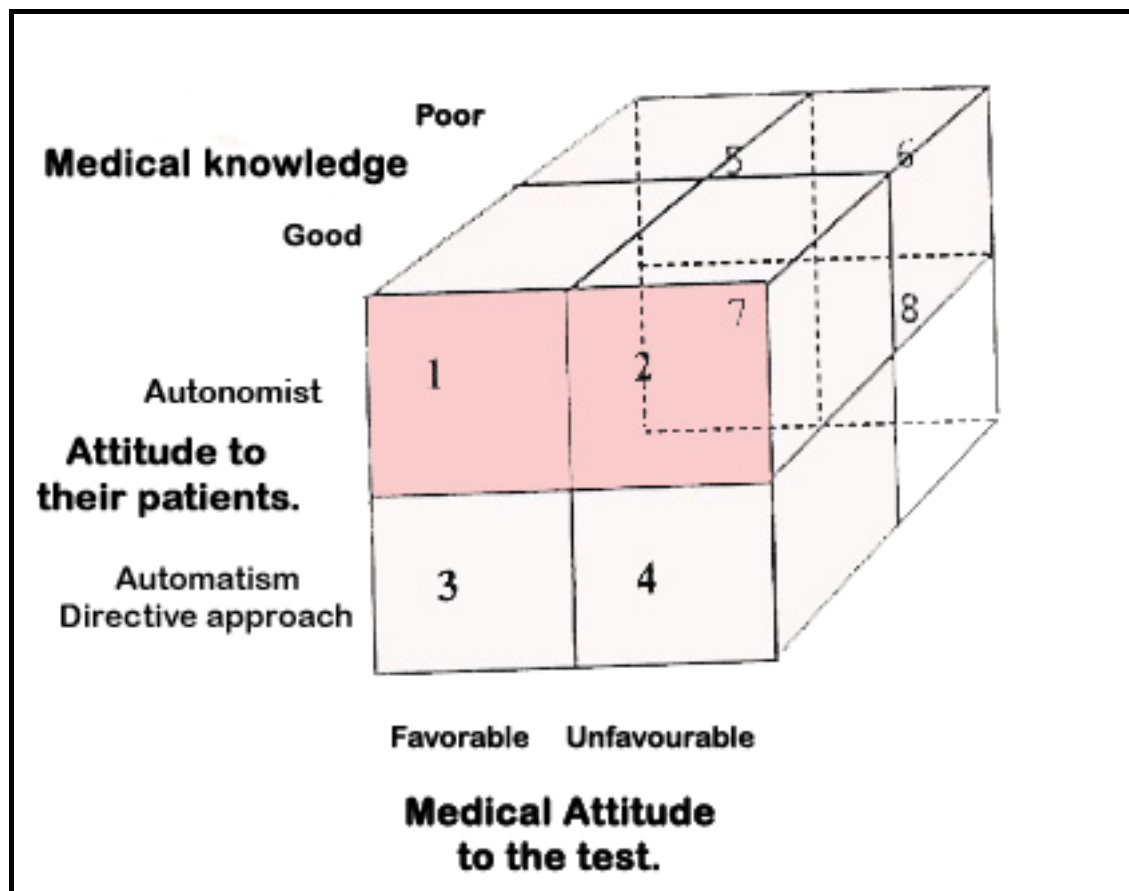 Poor
Medical knowledge
Good
5
6
7
8
1
2
Autonomist
Attitude to
their patients.
Automatism
Directive approach
3
4
Favorable Unfavourable
Medical Attitude
to the test.